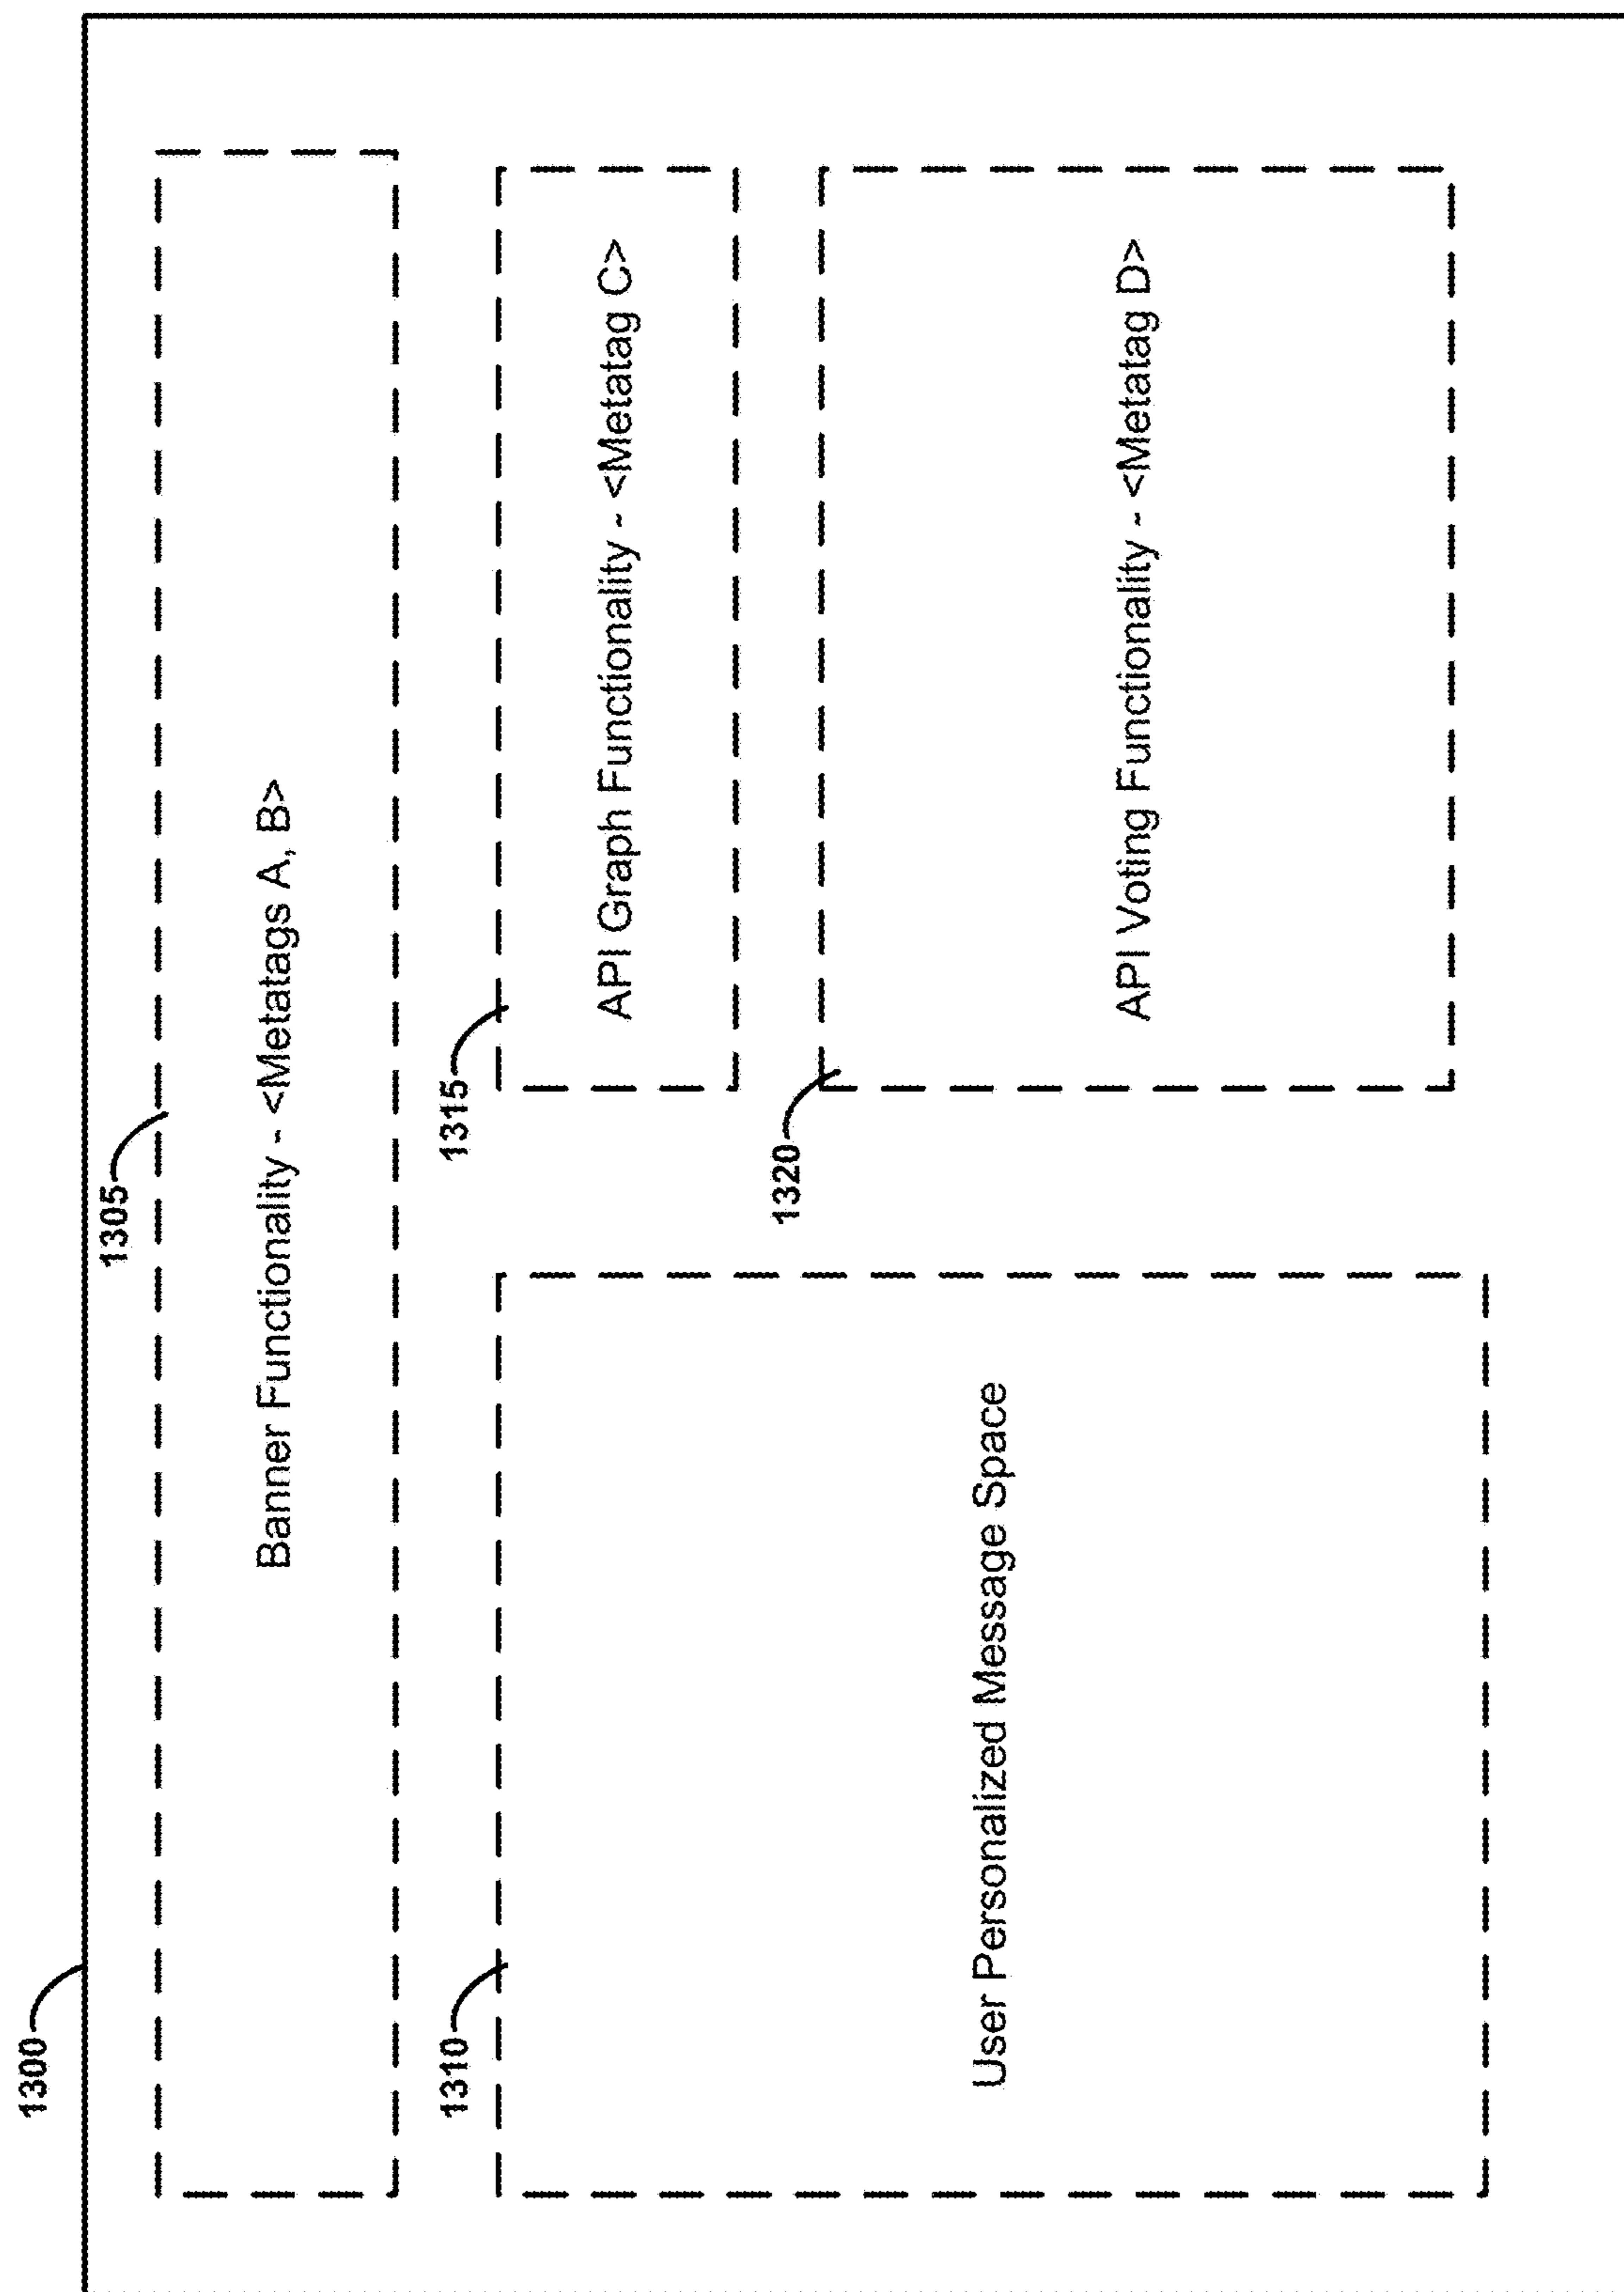 1300
1305
Banner Functionality - <Metatags A, B>
1310
User Personalized Message Space
1315
API Graph Functionality - <Metatag C>
1320
API Voting Functionality - <Metatag D>